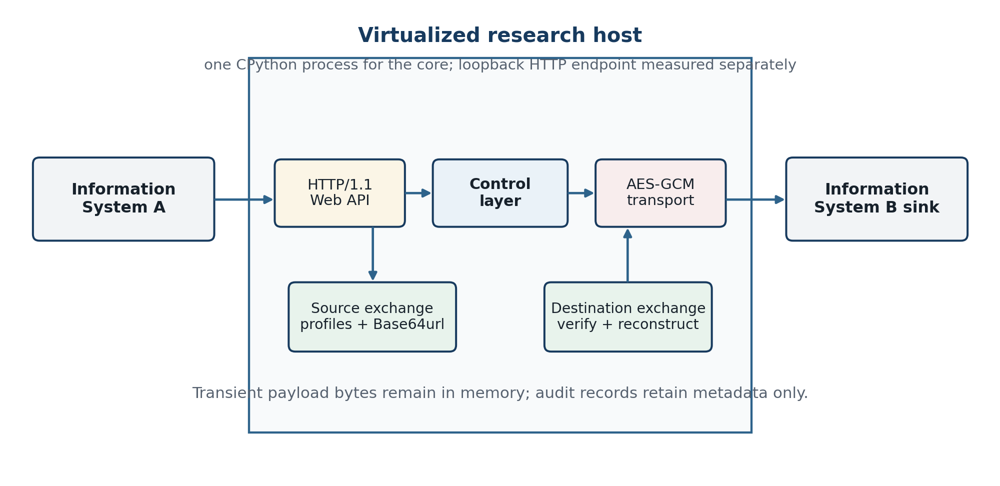 Virtualized research host
one CPython process for the core; loopback HTTP endpoint measured separately
Information
System A
HTTP/1.1
Web API
Control
layer
AES-GCM
transport
Information
System B sink
Source exchange
profiles + Base64url
Destination exchange
verify + reconstruct
Transient payload bytes remain in memory; audit records retain metadata only.